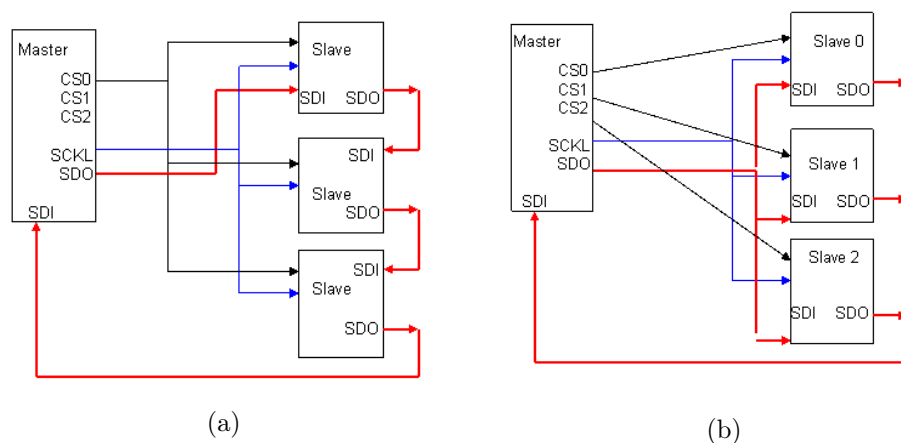 Master
CS0
CS1
CS2
SCKL
SDO
SDI
Slave
SDI SDO
SDI
Slave
SDO
SDI
Slave
SDO
(a)
Master
CS0
CS1
CS2
SCKL
SDO
SDI
Slave 0
SDI SDO
Slave 1
SDI SDO
Slave 2
SDI SDO
(b)